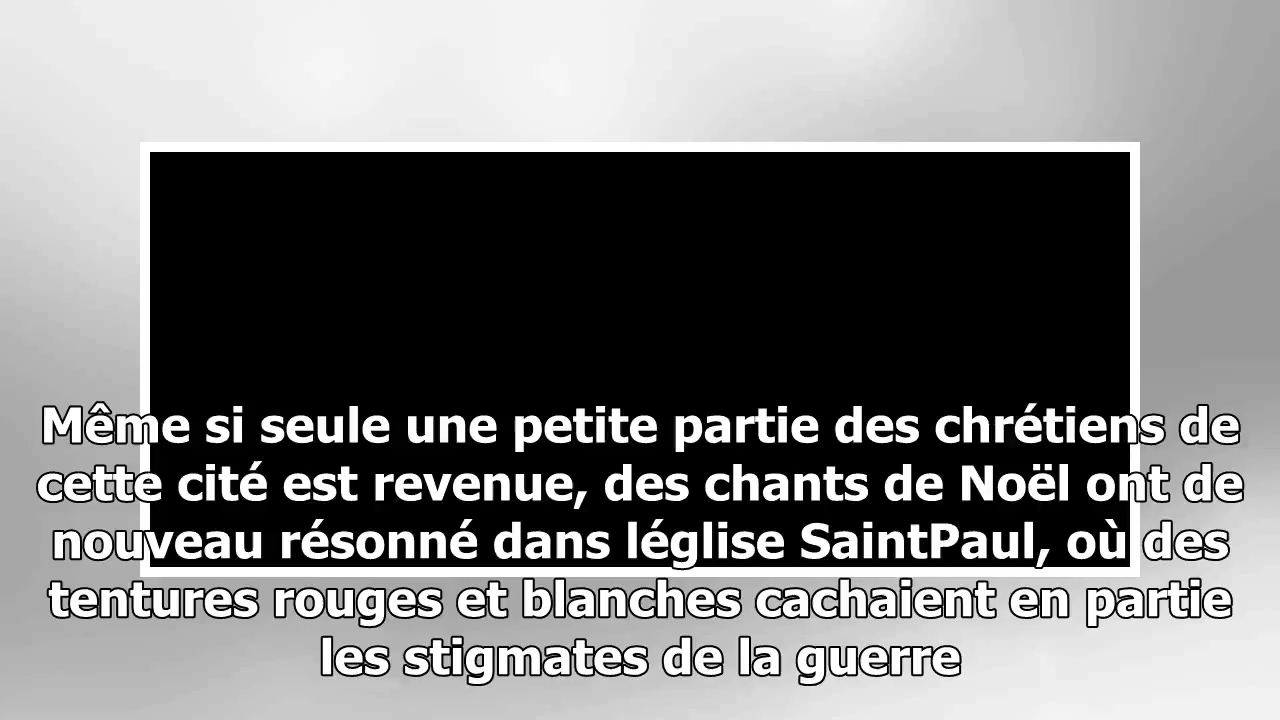 Même si seule une petite partie des chrétiens de
cette cité est revenue, des chants de Noël ont de
nouveau résonné dans léglise SaintPaul, où des
tentures rouges et blanches cachaient en partie
les stigmates de la guerre